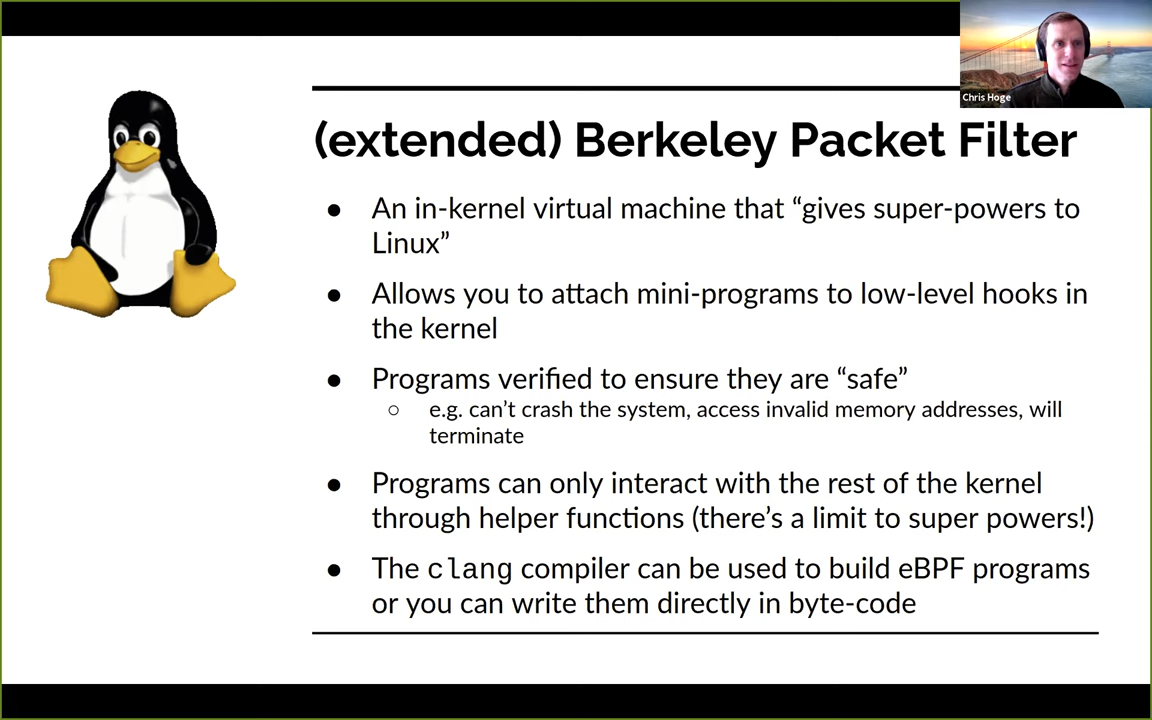 Chris Hoge
(extended) Berkeley Packet Filter
● An in-kernel virtual machine that “gives super-powers to
Linux”
● Allows you to attach mini-programs to low-level hooks in
the kernel
● Programs verified to ensure they are “safe”
○ e.g. can’t crash the system, access invalid memory addresses, will
terminate
● Programs can only interact with the rest of the kernel
through helper functions (there’s a limit to super powers!)
● The clang compiler can be used to build eBPF programs
or you can write them directly in byte-code